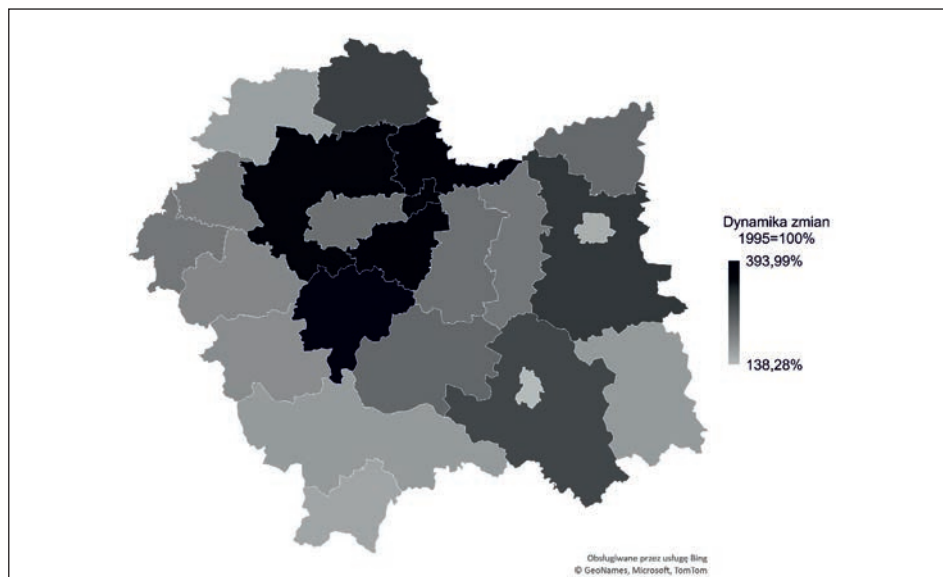 Dynamika zmian
1995=100%
393,99%
138,28%
Obsługiwane przez usługę Bing
© GeoNames, Microsoft, TomTom